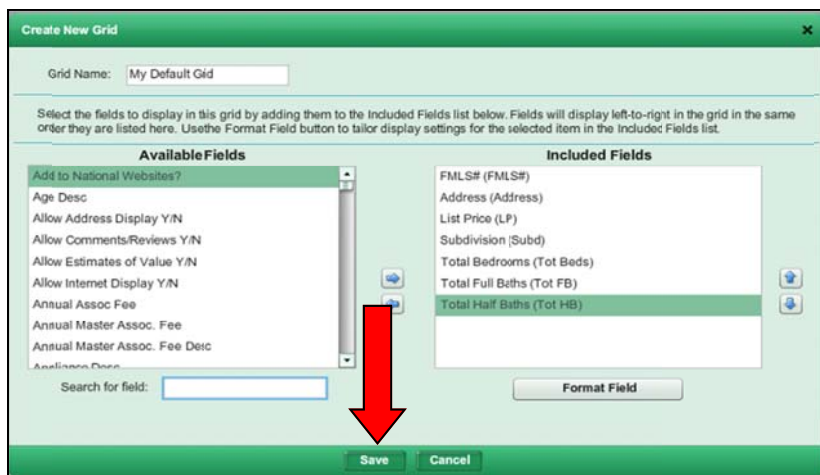 Create New Grid
Grid Name: My Default Grid
Select the fields to display in this grid by adding them to the Included Fields list below. Fields will display left-to-right in the grid in the same
order they are listed here. Use the Format Field button to tailor display settings for the selected item in the Included Fields list.
Available Fields
Add to National Websites?
Age Desc
Allow Address Display Y/N
Allow Comments/Reviews Y/N
Allow Estimates of Value Y/N
Allow Internet Display Y/N
Annual Assoc Fee
Annual Master Assoc. Fee
Annual Master Assoc. Fee Desc
Appliance Desc
Search for field:
Included Fields
FMLS# (FMLS#)
Address (Address)
List Price (LP)
Subdivision (Subd)
Total Bedrooms (Tot Beds)
Total Full Baths (Tot FB)
Total Half Baths (Tot HB)
Format Field
Save
Cancel